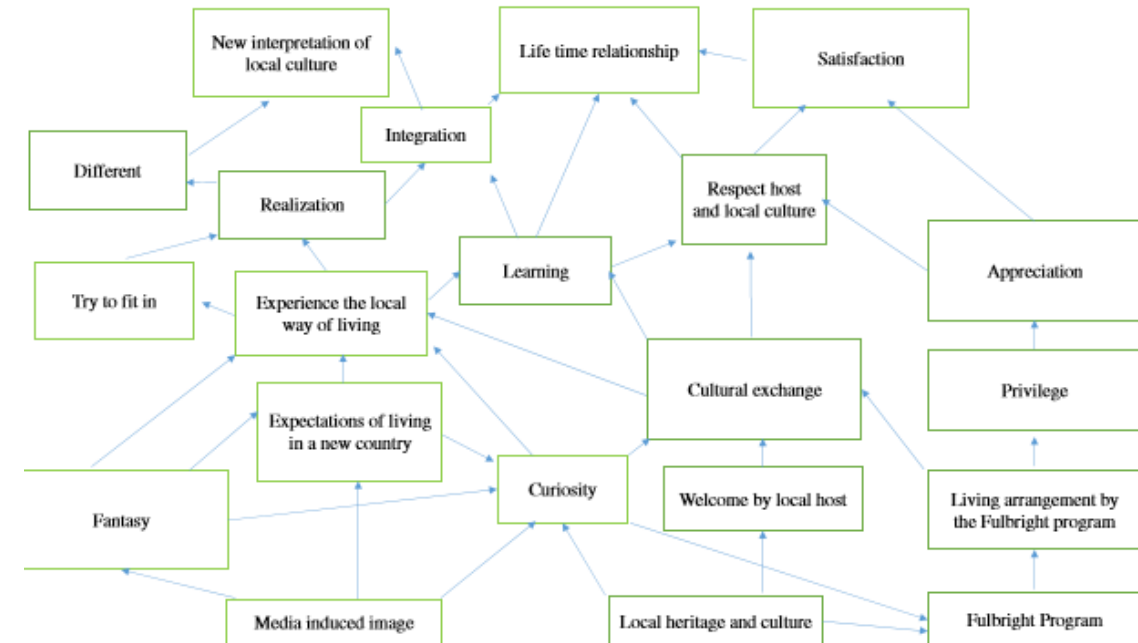 New interpretation of
local culture
Life time relationship
Satisfaction
Integration
Different
Realization
Respect host
and local culture
Learning
Appreciation
Try to fit in
Experience the local
way of living
Cultural exchange
Privilege
Expectations of living
in a new country
Curiosity
Welcome by local host
Living arrangement by
the Fulbright program
Fantasy
Media induced image
Local heritage and culture
Fulbright Program